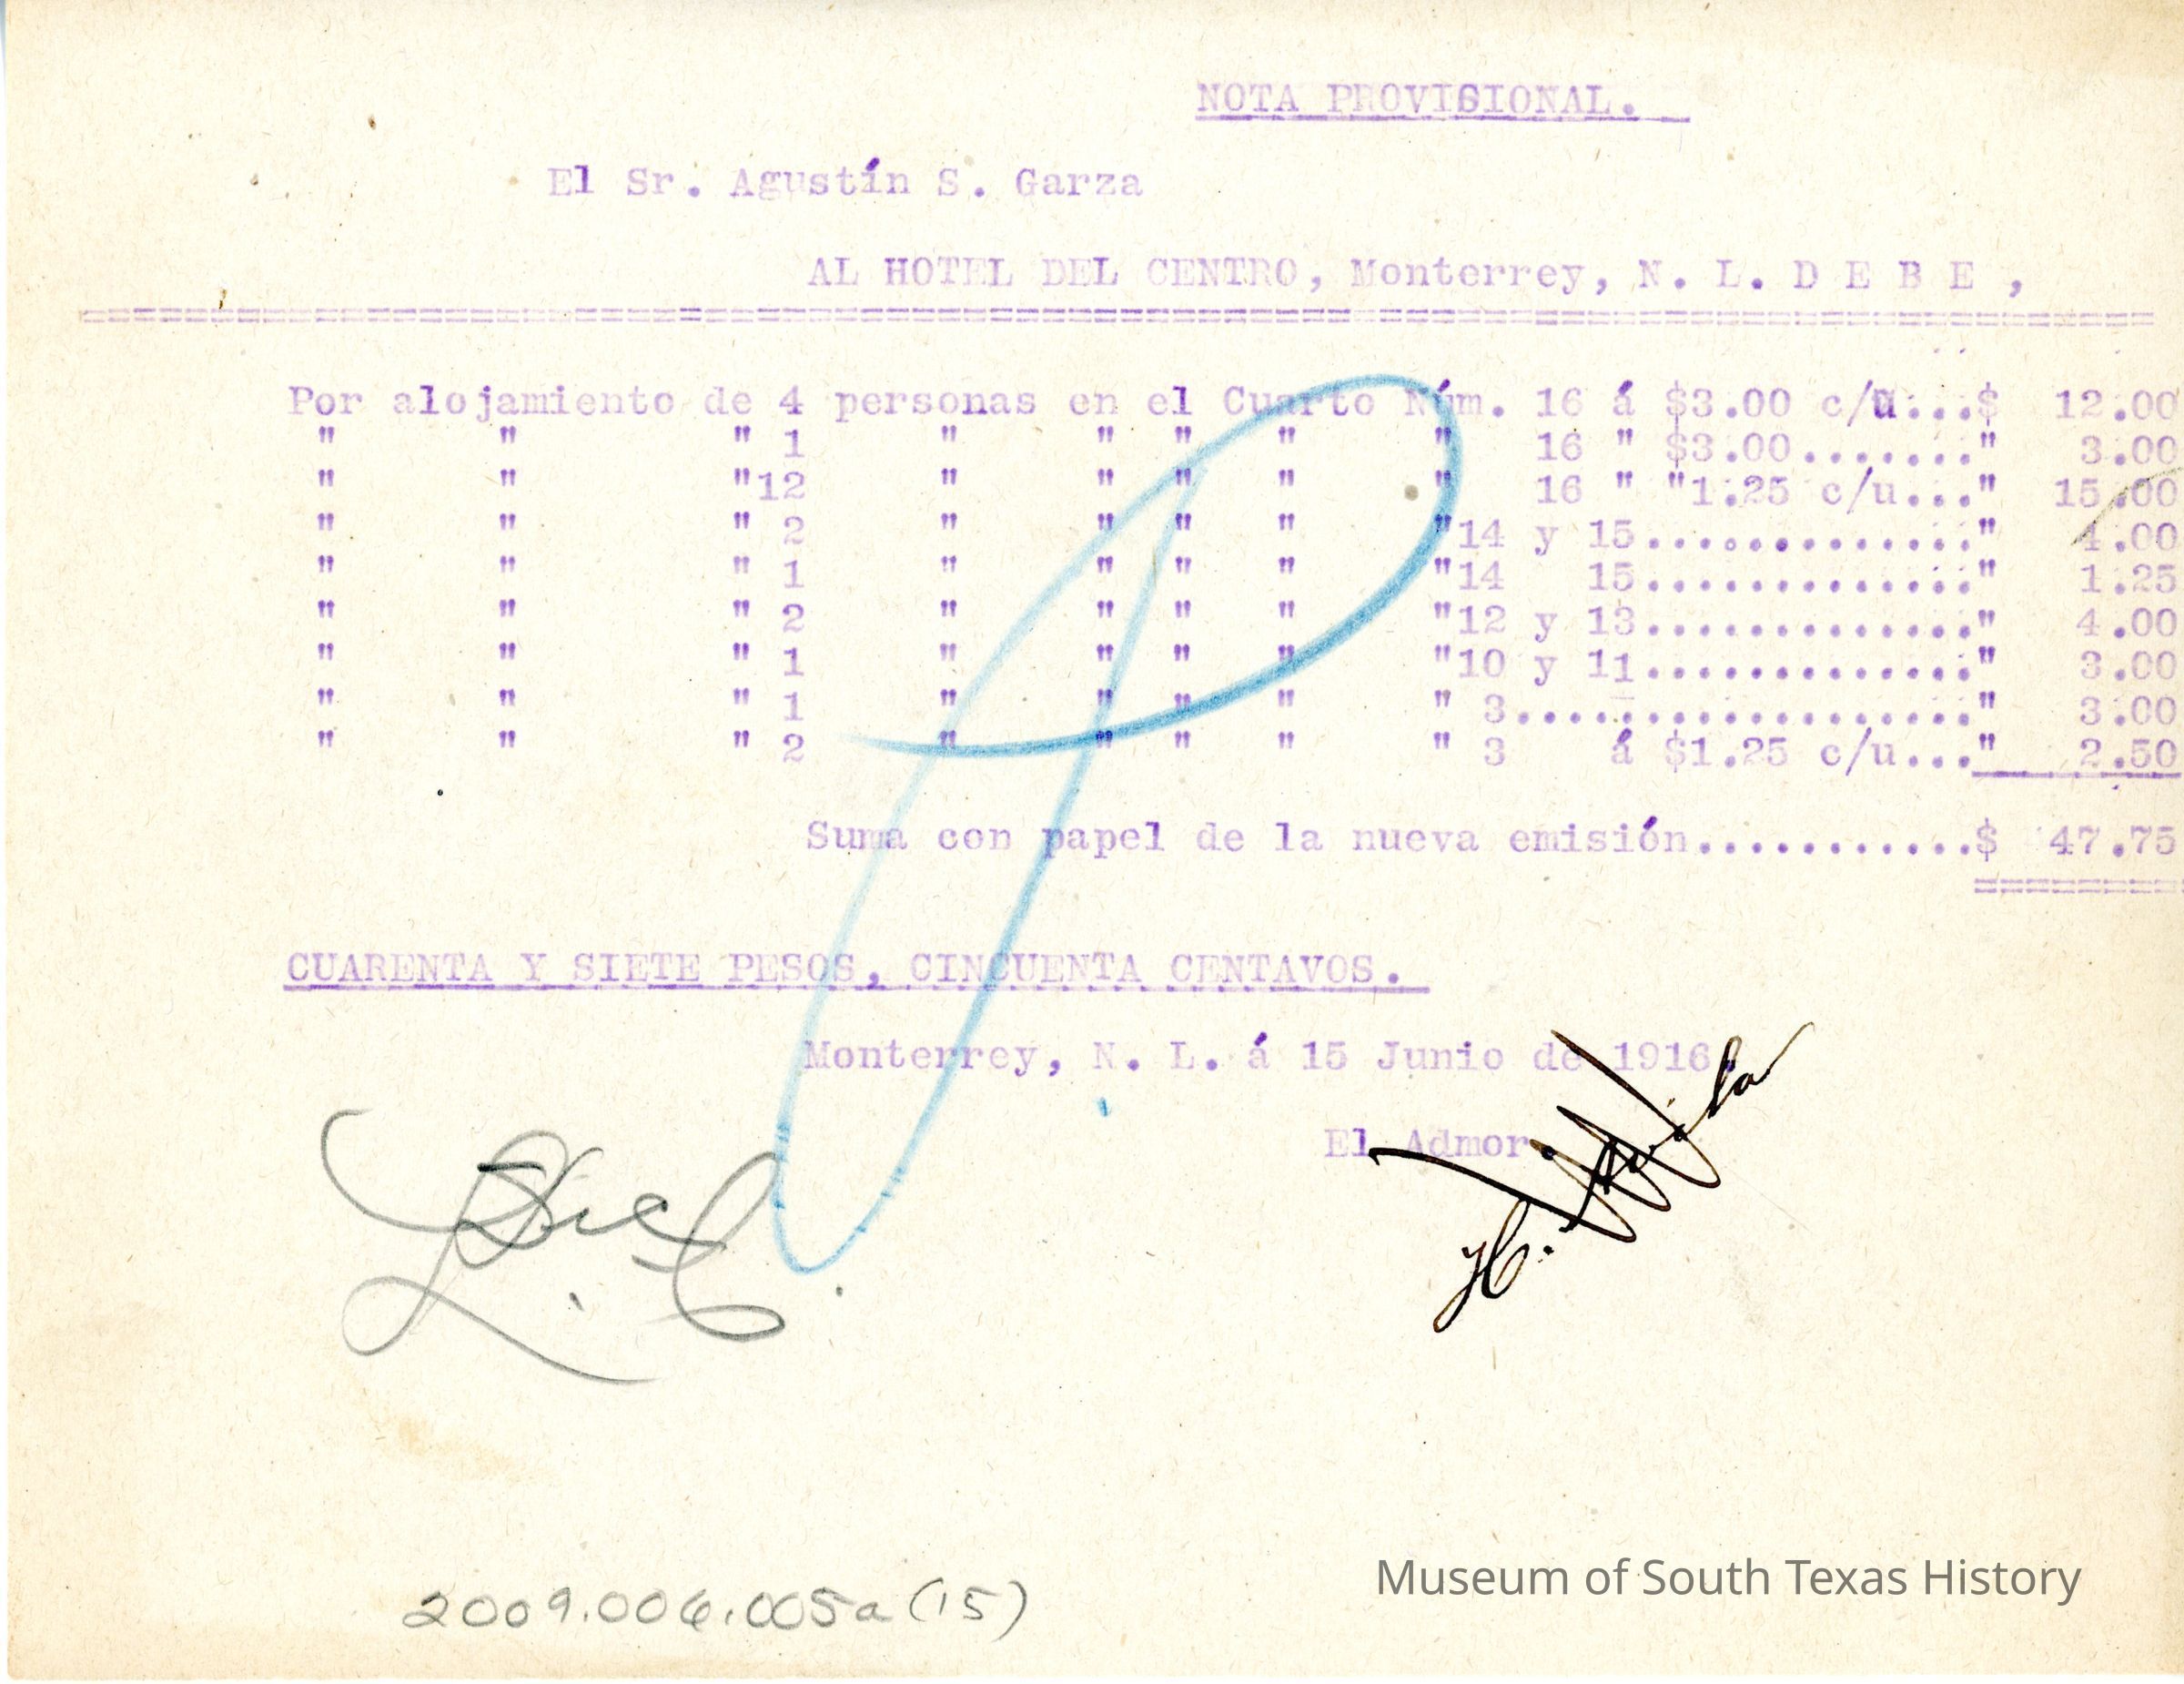 NOTA PROVISIONAL.
El Sr. Agustín S. Garza
AL HOTEL DEL CENTRO, Monterrey, N. L. D E B E ,
================================================================================
Por alojamiento de 4 personas en el Cuarto Núm. 16 á $3.00 c/u...$ 12.00
" " " 1 " " " " " 16 " $3.00......." 3.00
" " "12 " " " " " 16 " "1.25 c/u..." 15.00
" " " 2 " " " " "14 y 15............." 4.00
" " " 1 " " " " "14 15............." 1.25
" " " 2 " " " " "12 y 13............." 4.00
" " " 1 " " " " "10 y 11............." 3.00
" " " 1 " " " " " 3.................." 3.00
" " " 2 " " " " " 3 á $1.25 c/u..." 2.50
Suma con papel de la nueva emisión...........$ 47.75
========
CUARENTA Y SIETE PESOS, CINCUENTA CENTAVOS.
Monterrey, N. L. á 15 Junio de 1916.
El Admor.
2009.006.005a (15)
Museum of South Texas History